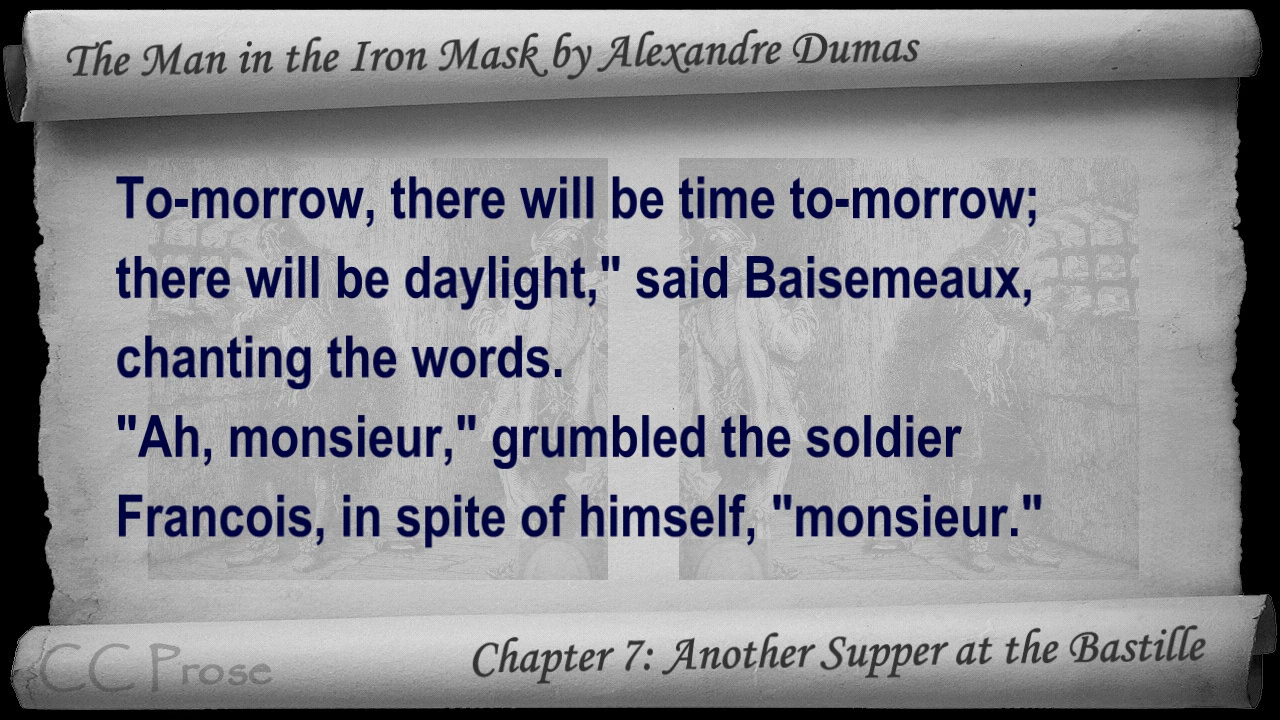 The Man in the Iron Mask by Alexandre Dumas
To-morrow, there will be time to-morrow;
there will be daylight," said Baisemeaux,
chanting the words.
"Ah, monsieur," grumbled the soldier
Francois, in spite of himself, "monsieur."
CC Prose
Chapter 7: Another Supper at the Bastille